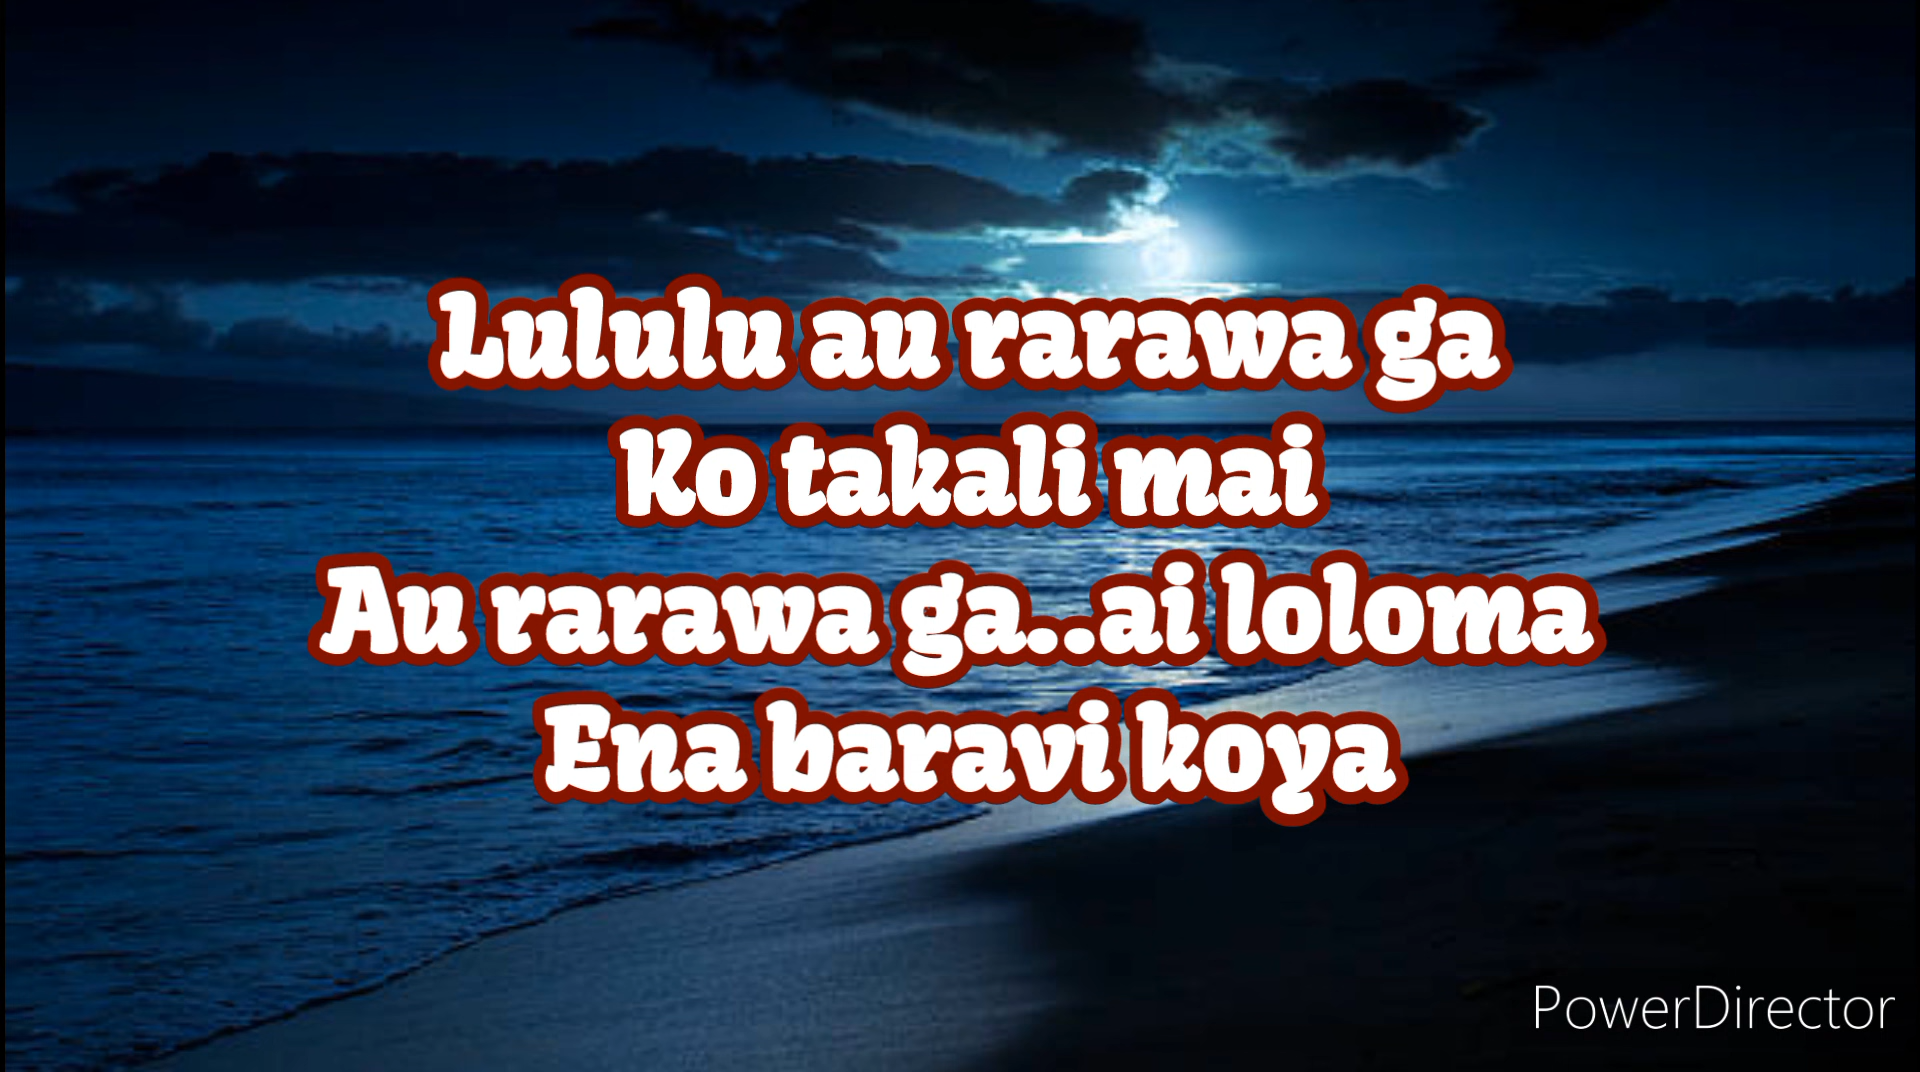 Lululu au rarawa ga
Ko takali mai
Au rarawa ga..ai loloma
Ena baravi koya
PowerDirector